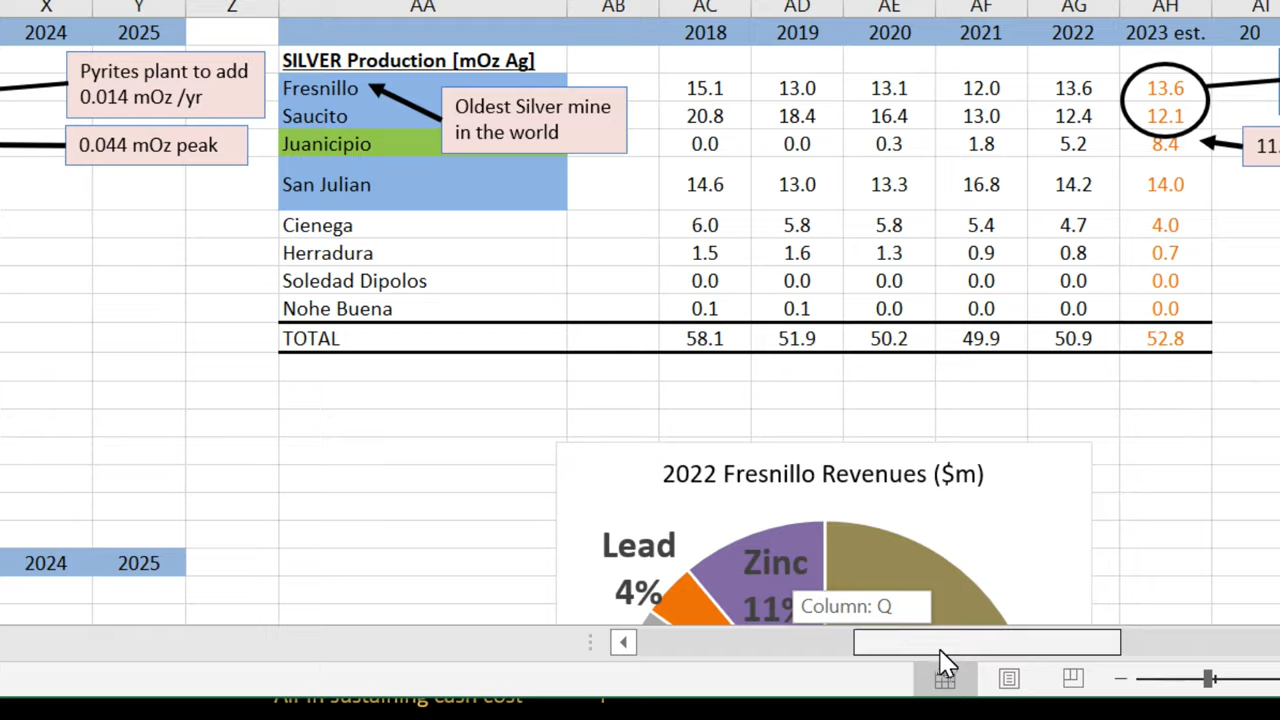 X Y Z AA AB AC AD AE AF AG AH AI
2024 2025 2018 2019 2020 2021 2022 2023 est. 20
Pyrites plant to add
0.014 mOz /yr
0.044 mOz peak
SILVER Production [mOz Ag]
Fresnillo 15.1 13.0 13.1 12.0 13.6 13.6
Oldest Silver mine
in the world
Saucito 20.8 18.4 16.4 13.0 12.4 12.1
Juanicipio 0.0 0.0 0.3 1.8 5.2 8.4
11.
San Julian 14.6 13.0 13.3 16.8 14.2 14.0
Cienega 6.0 5.8 5.8 5.4 4.7 4.0
Herradura 1.5 1.6 1.3 0.9 0.8 0.7
Soledad Dipolos 0.0 0.0 0.0 0.0 0.0 0.0
Nohe Buena 0.1 0.1 0.0 0.0 0.0 0.0
TOTAL 58.1 51.9 50.2 49.9 50.9 52.8
2022 Fresnillo Revenues ($m)
Lead
4%
Zinc
11%
2024 2025
Column: Q
All in sustaining cash cost